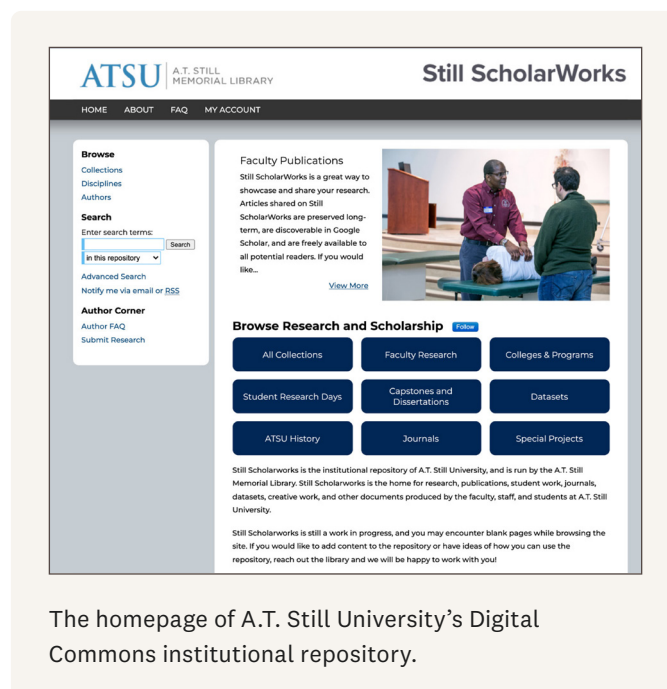 ATSU
A.T. STILL
MEMORIAL LIBRARY
Still ScholarWorks
HOME ABOUT FAQ MY ACCOUNT
Browse
Collections
Disciplines
Authors
Search
Enter search terms:
Search
in this repository
Advanced Search
Notify me via email or RSS
Author Corner
Author FAQ
Submit Research
Faculty Publications
Still ScholarWorks is a great way to
showcase and share your research.
Articles shared on Still
ScholarWorks are preserved long-
term, are discoverable in Google
Scholar, and are freely available to
all potential readers. If you would
like...
View More
Browse Research and Scholarship Follow
All Collections Faculty Research Colleges & Programs
Student Research Days
Capstones and
Dissertations
Datasets
ATSU History Journals Special Projects
Still Scholarworks is the institutional repository of A.T. Still University, and is run by the A.T. Still
Memorial Library. Still Scholarworks is the home for research, publications, student work, journals,
datasets, creative work, and other documents produced by the faculty, staff, and students at A.T. Still
University.
Still Scholarworks is still a work in progress, and you may encounter blank pages while browsing the
site. If you would like to add content to the repository or have ideas of how you can use the
repository, reach out the library and we will be happy to work with you!
The homepage of A.T. Still University’s Digital
Commons institutional repository.